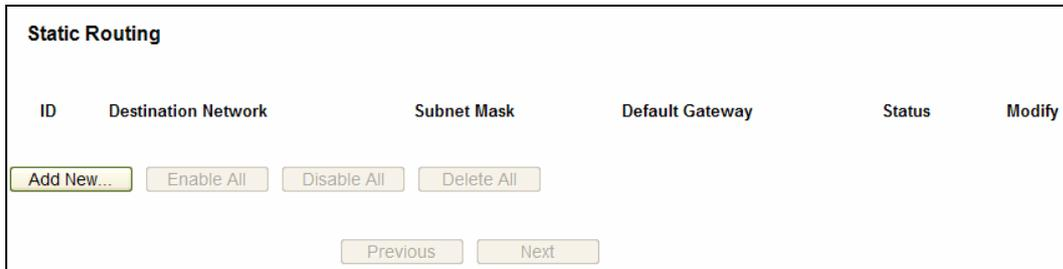 Static Routing
ID Destination Network Subnet Mask Default Gateway Status Modify
Add New... Enable All Disable All Delete All
Previous Next